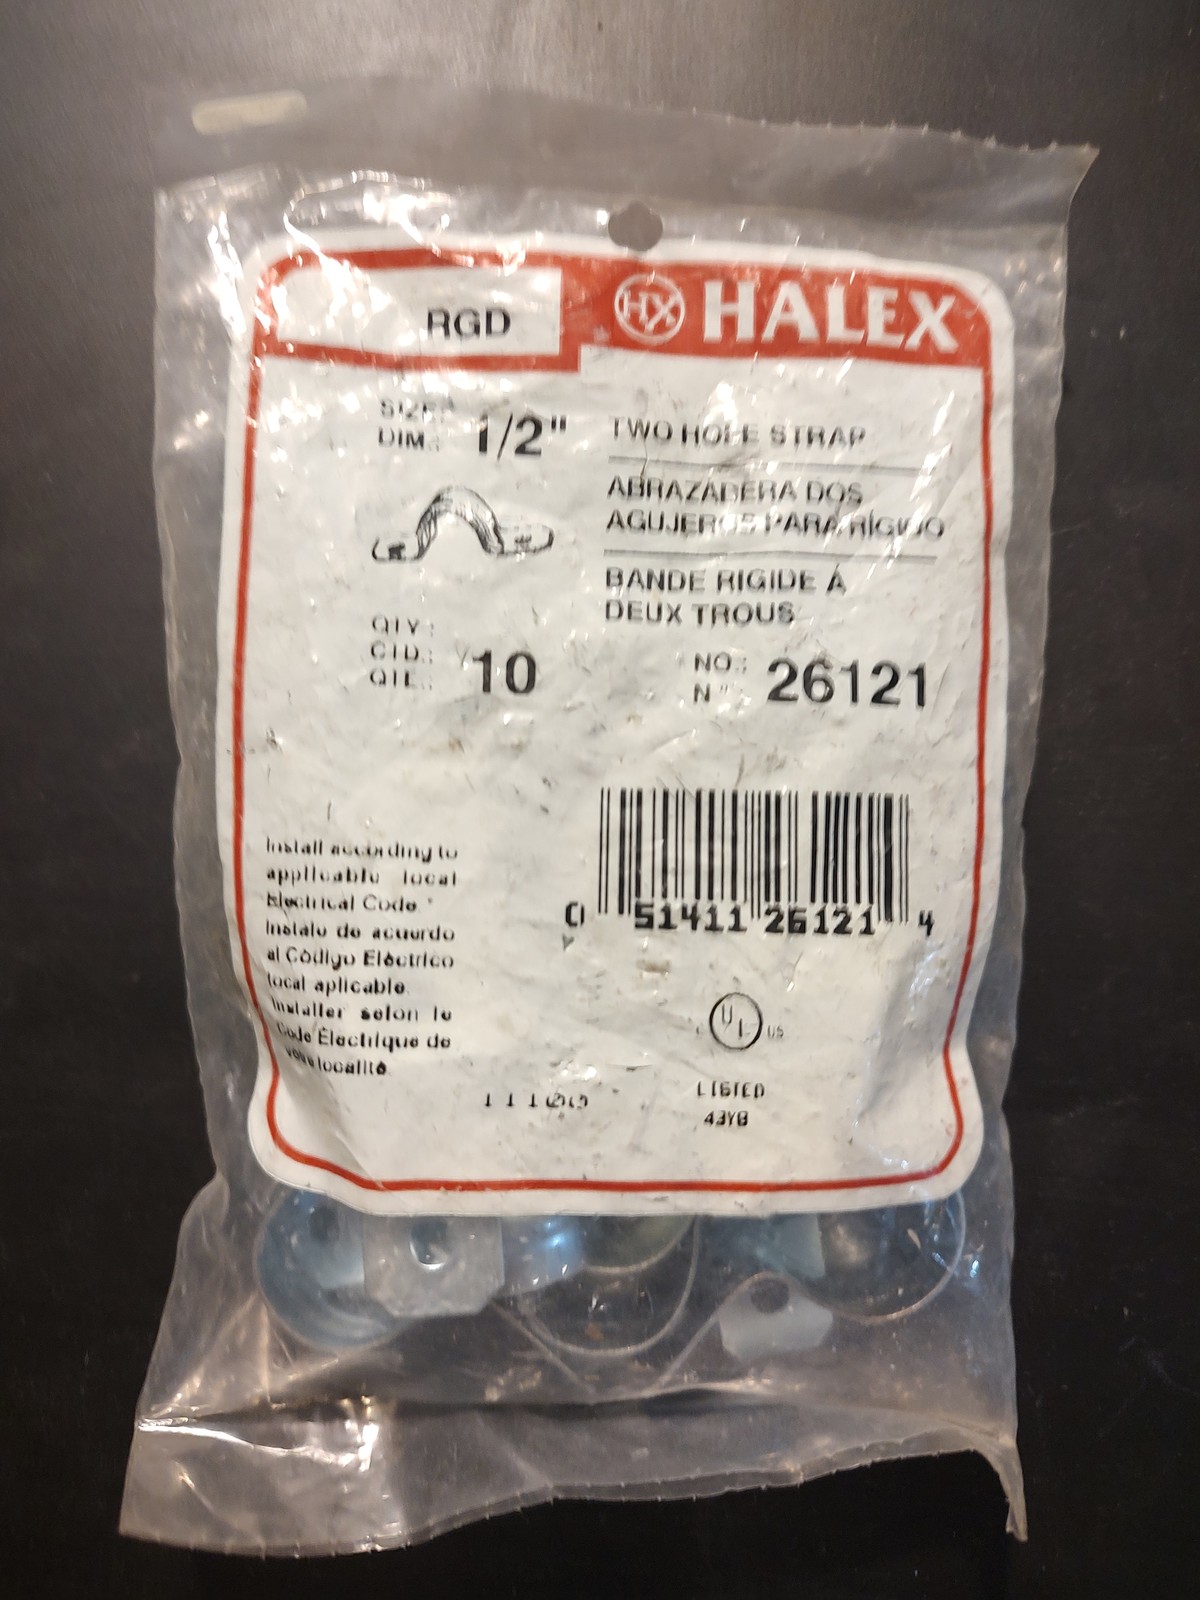 RGD
HX HALEX
SIZE:
DIM.: 1/2"
TWO HOLE STRAP
ABRAZADERA DOS
AGUJEROS PARA RÍGIDO
BANDE RIGIDE À
DEUX TROUS
QTY:
CTD.:
QTE.: 10
NO.:
N° 26121
Install according to
applicable local
Electrical Code.
Instale de acuerdo
al Código Eléctrico
local aplicable.
Installer selon le
Code Électrique de
votre localité.
0 51411 26121 4
C UL US
LISTED
43Y8